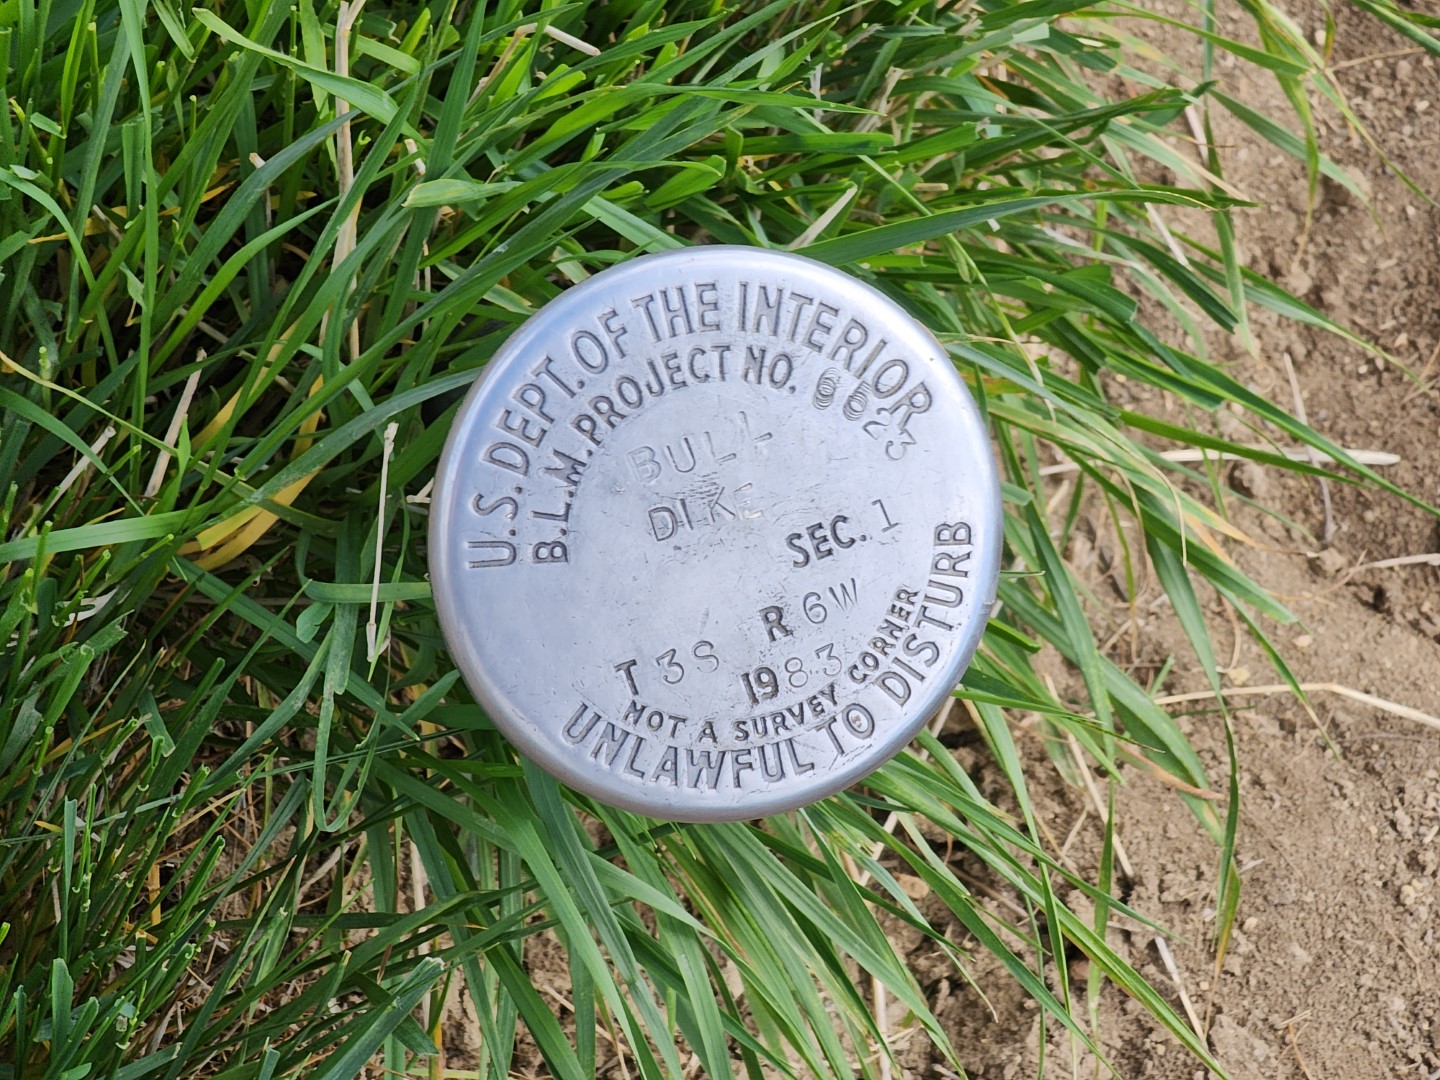 U.S. DEPT. OF THE INTERIOR
B.L.M. PROJECT NO. 6523
BULL
DIKE
SEC. 1
T 3S R 6W
1983
NOT A SURVEY CORNER
UNLAWFUL TO DISTURB